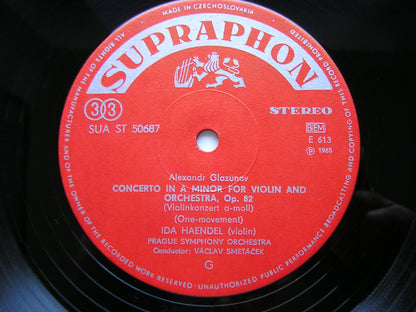 MADE IN CZECHOSLOVAKIA
SUPRAPHON
33
STEREO
SUA ST 50687
GEM
E 613
℗ 1965
Alexandr Glazunov
CONCERTO IN A MINOR FOR VIOLIN AND
ORCHESTRA, Op. 82
(Violinkonzert a-moll)
(One-movement)
IDA HAENDEL (violin)
PRAGUE SYMPHONY ORCHESTRA
Conductor: VÁCLAV SMETÁČEK
G
ALL RIGHTS OF THE MANUFACTURER AND OF THE OWNER OF THE RECORDED WORK RESERVED · UNAUTHORIZED PUBLIC PERFORMANCE BROADCASTING AND COPYING OF THIS RECORD PROHIBITED